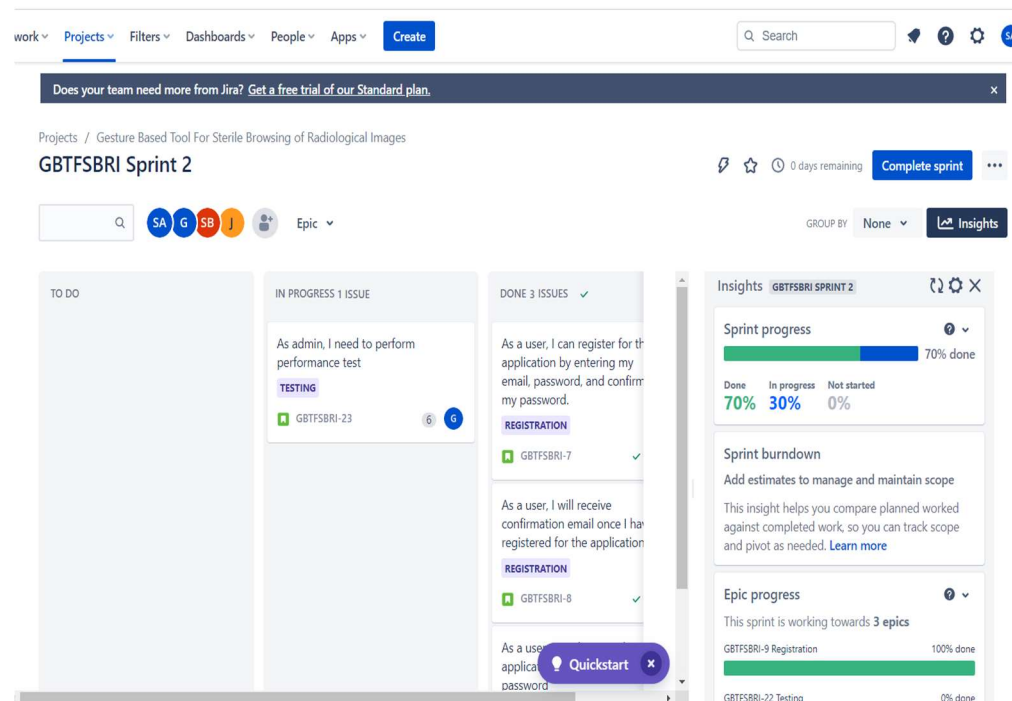 work Projects Filters Dashboards People Apps Create Search
Does your team need more from Jira? Get a free trial of our Standard plan.
Projects / Gesture Based Tool For Sterile Browsing of Radiological Images
GBTFSBRI Sprint 2
0 days remaining Complete sprint
SA G SB J Epic
GROUP BY None Insights
TO DO
IN PROGRESS 1 ISSUE
As admin, I need to perform
performance test
TESTING
GBTFSBRI-23 6 G
DONE 3 ISSUES
As a user, I can register for th
application by entering my
email, password, and confirm
my password.
REGISTRATION
GBTFSBRI-7
As a user, I will receive
confirmation email once I hav
registered for the application
REGISTRATION
GBTFSBRI-8
As a use
applica
password
Quickstart
Insights GBTFSBRI SPRINT 2
Sprint progress
70% done
Done In progress Not started
70% 30% 0%
Sprint burndown
Add estimates to manage and maintain scope
This insight helps you compare planned worked
against completed work, so you can track scope
and pivot as needed. Learn more
Epic progress
This sprint is working towards 3 epics
GBTFSBRI-9 Registration 100% done
GBTFSBRI-22 Testing 0% done